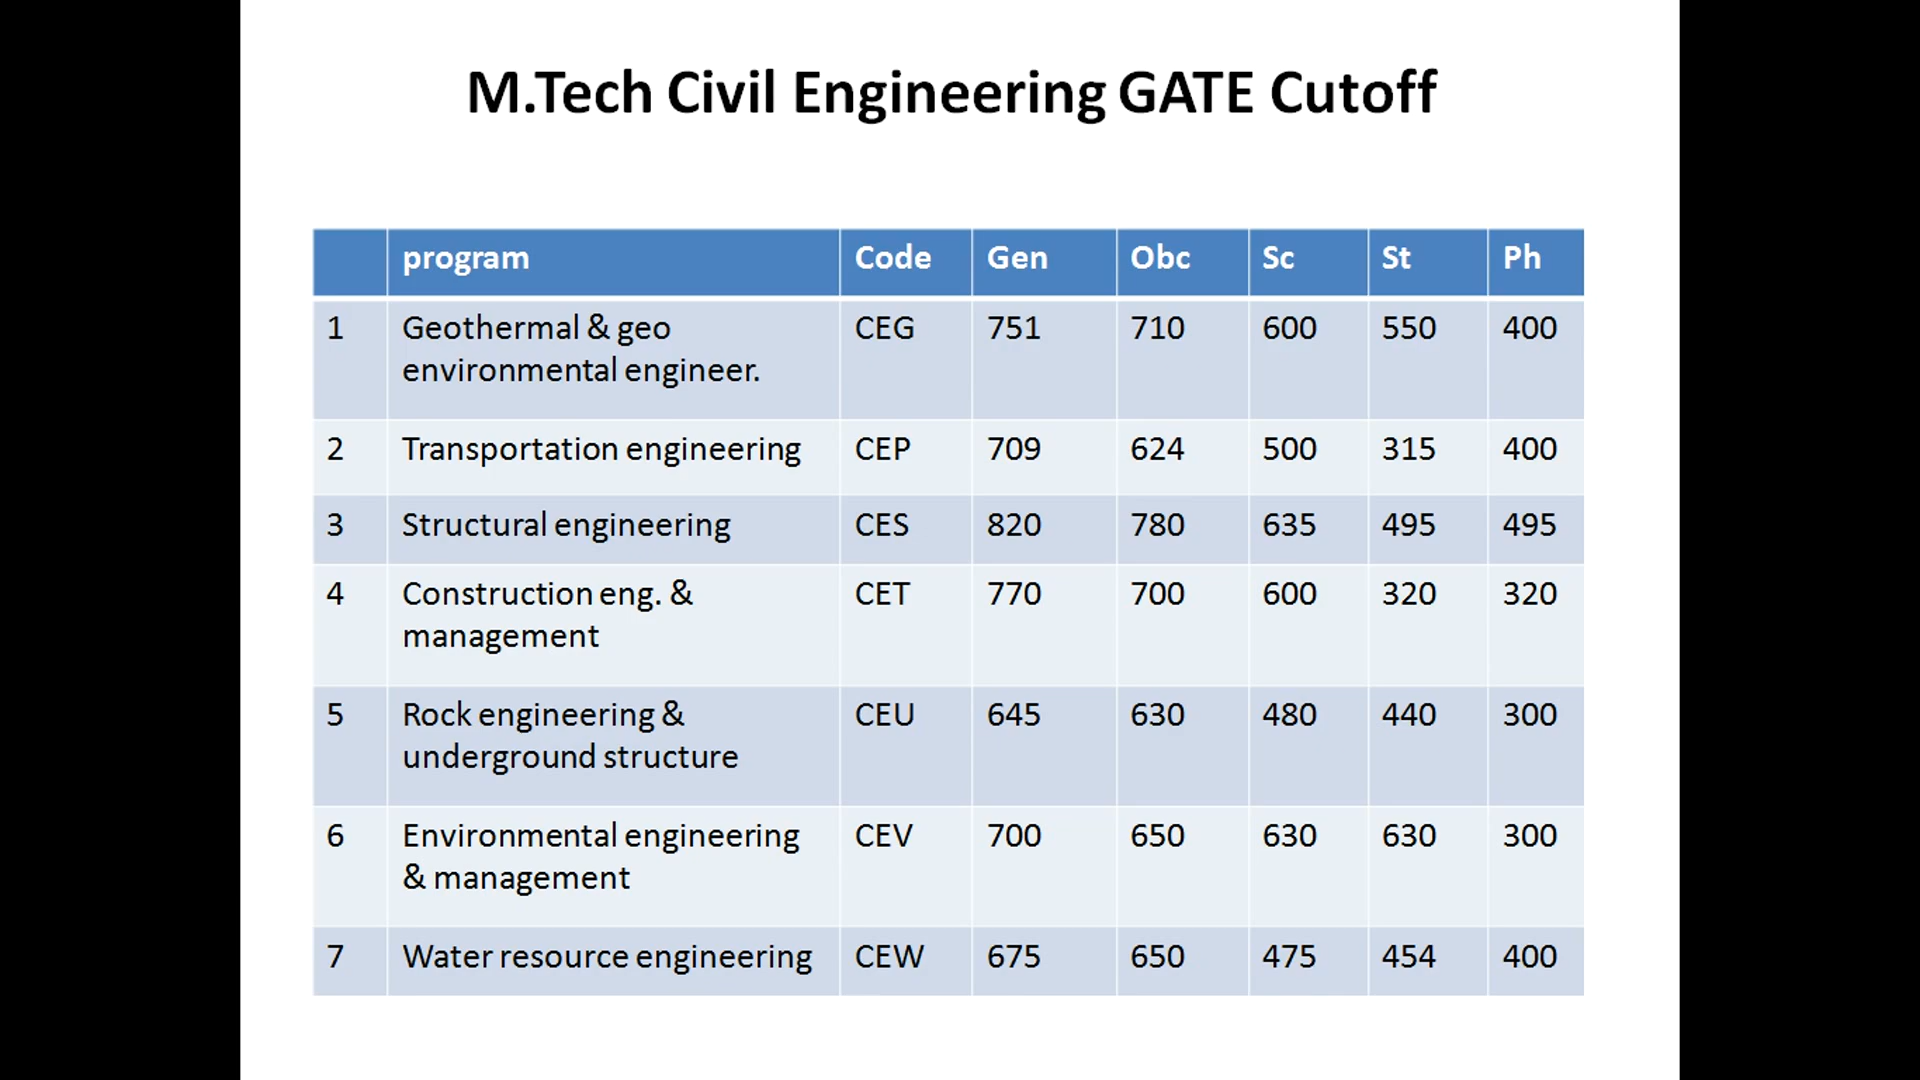 M.Tech Civil Engineering GATE Cutoff
program Code Gen Obc Sc St Ph
1 Geothermal & geo CEG 751 710 600 550 400
environmental engineer.
2 Transportation engineering CEP 709 624 500 315 400
3 Structural engineering CES 820 780 635 495 495
4 Construction eng. & CET 770 700 600 320 320
management
5 Rock engineering & CEU 645 630 480 440 300
underground structure
6 Environmental engineering CEV 700 650 630 630 300
& management
7 Water resource engineering CEW 675 650 475 454 400